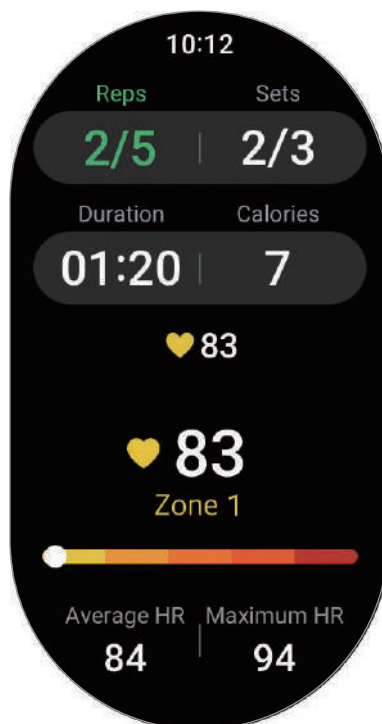 10:12
Reps Sets
2/5 2/3
Duration Calories
01:20 7
83
83
Zone 1
Average HR Maximum HR
84 94